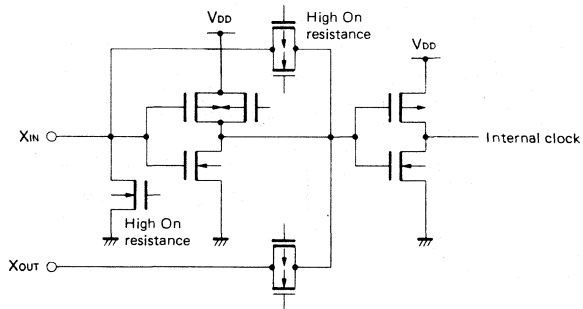 VDD
High On
resistance
VDD
XIN
Internal clock
High On
resistance
XOUT